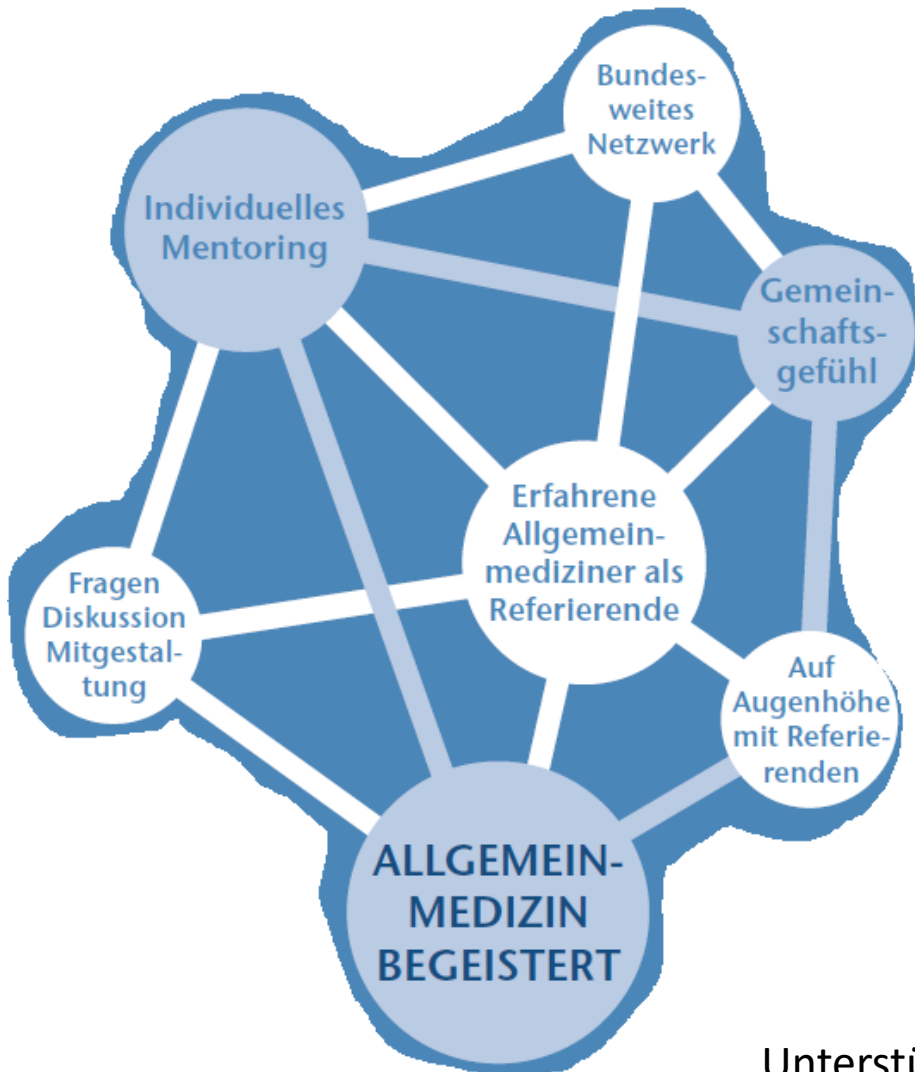 Bundes-
weites
Netzwerk
Individuelles
Mentoring
Gemein-
schafts-
gefühl
Erfahrene
Allgemein-
mediziner als
Referierende
Fragen
Diskussion
Mitgestal-
tung
Auf
Augenhöhe
mit Referie-
renden
ALLGEMEIN-
MEDIZIN
BEGEISTERT